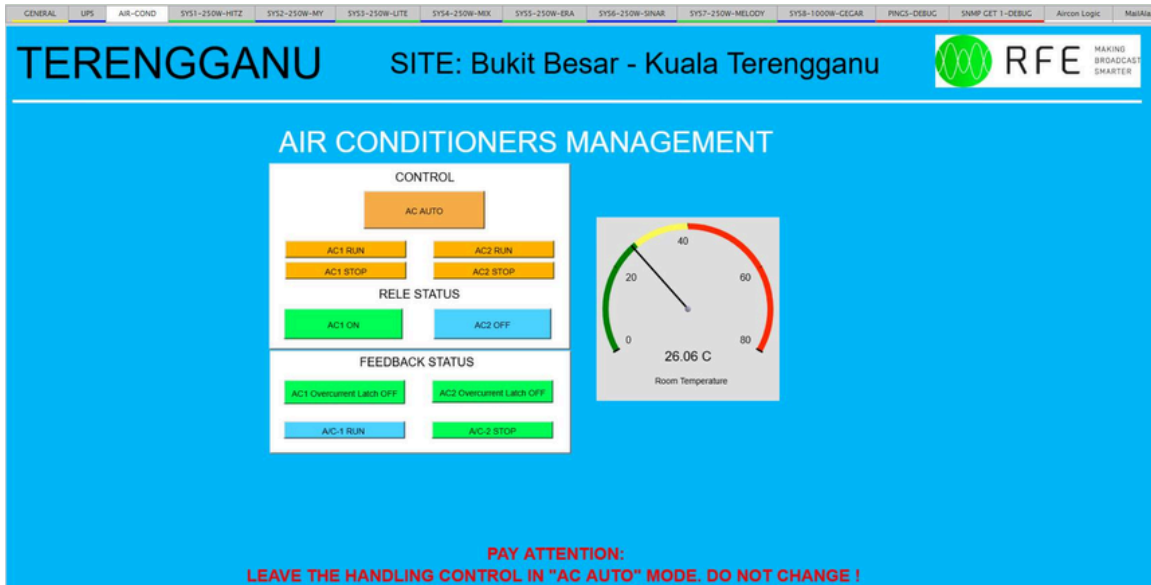 GENERAL UPS AIR-COND SYS1-250W-HITZ SYS2-250W-MY SYS3-250W-LITE SYS4-250W-MIX SYS5-250W-ERA SYS6-250W-SINAR SYS7-250W-MELODY SYS8-1000W-GEGAR PINGS-DEBUG SNMP GET 1-DEBUG Aircon Logic
TERENGGANU SITE: Bukit Besar - Kuala Terengganu RFE
MAKING
BROADCAST
SMARTER
AIR CONDITIONERS MANAGEMENT
CONTROL
AC AUTO
AC1 RUN AC2 RUN
AC1 STOP AC2 STOP
RELE STATUS
AC1 ON AC2 OFF
FEEDBACK STATUS
AC1 Overcurrent Latch OFF AC2 Overcurrent Latch OFF
A/C-1 RUN A/C-2 STOP
40
20 60
0 80
26.06 C
Room Temperature
PAY ATTENTION:
LEAVE THE HANDLING CONTROL IN "AC AUTO" MODE. DO NOT CHANGE !